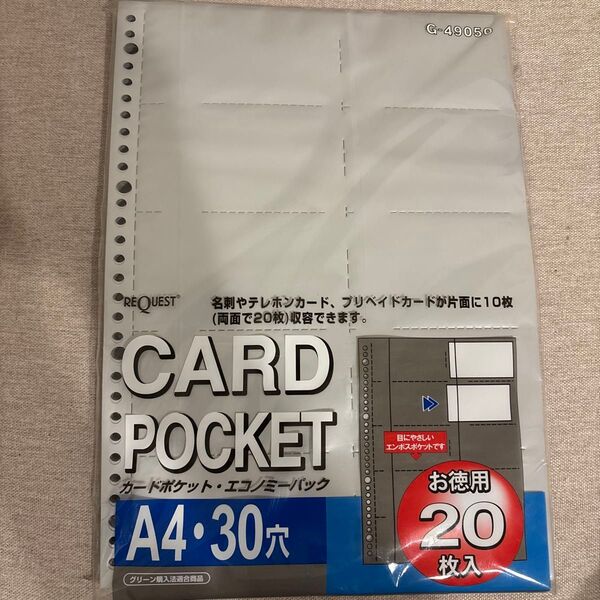 G-4905
REQUEST®
名刺やテレホンカード、プリペイドカードが片面に10枚
(両面で20枚)収容できます。
CARD
POCKET
カードポケット・エコノミーパック
目にやさしい
エンボスポケットです
A4・30穴
お徳用
20
枚入
グリーン購入法適合商品